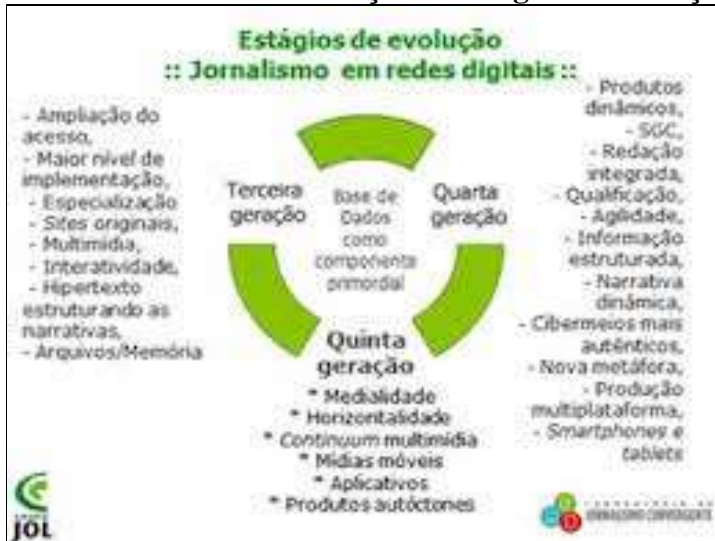 Estágios de evolução
:: Jornalismo em redes digitais ::
- Ampliação do
acesso,
- Maior nível de
implementação,
- Especialização
- Sites originais,
- Multimídia,
- Interatividade,
- Hipertexto
estruturando as
narrativas,
- Arquivos/Memória
Terceira
geração
Base de
Dados
como
componente
primordial
Quarta
geração
- Produtos
dinâmicos,
- SGC,
- Redação
integrada,
- Qualificação,
- Agilidade,
- Informação
estruturada,
- Narrativa
dinâmica,
- Cibermeios mais
autênticos,
- Nova metáfora,
- Produção
multiplataforma,
- Smartphones e
tablets
Quinta
geração
* Medialidade
* Horizontalidade
* Continuum multimídia
* Mídias móveis
* Aplicativos
* Produtos autóctones
JOL
JORNALISMO CONVERGENTE